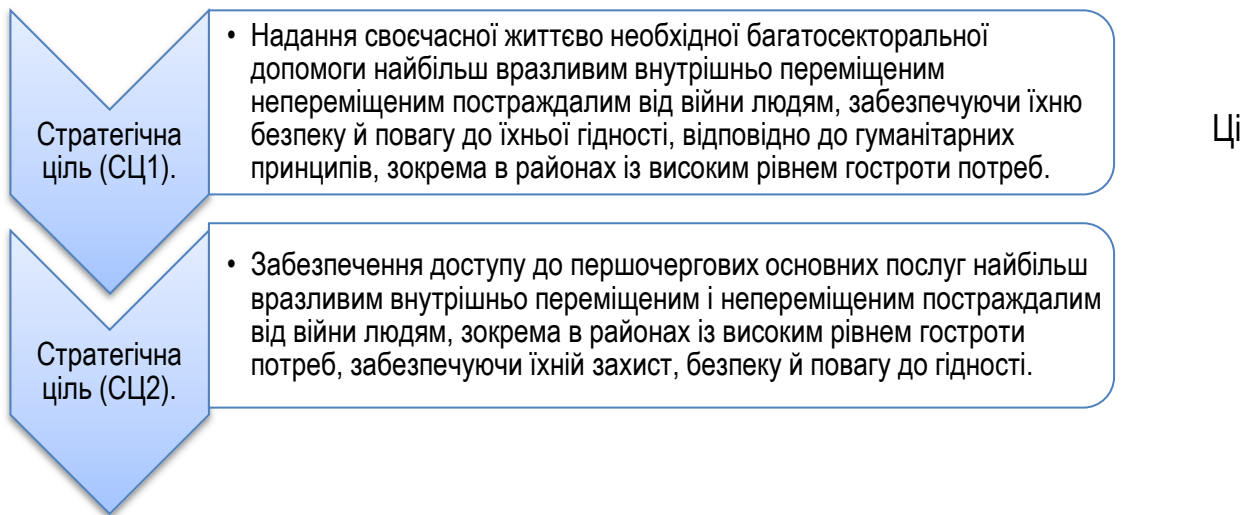 Стратегічна
ціль (СЦ1).
• Надання своєчасної життєво необхідної багатосекторальної
допомоги найбільш вразливим внутрішньо переміщеним
непереміщеним постраждалим від війни людям, забезпечуючи їхню
безпеку й повагу до їхньої гідності, відповідно до гуманітарних
принципів, зокрема в районах із високим рівнем гостроти потреб.
Ці
Стратегічна
ціль (СЦ2).
• Забезпечення доступу до першочергових основних послуг найбільш
вразливим внутрішньо переміщеним і непереміщеним постраждалим
від війни людям, зокрема в районах із високим рівнем гостроти
потреб, забезпечуючи їхній захист, безпеку й повагу до гідності.